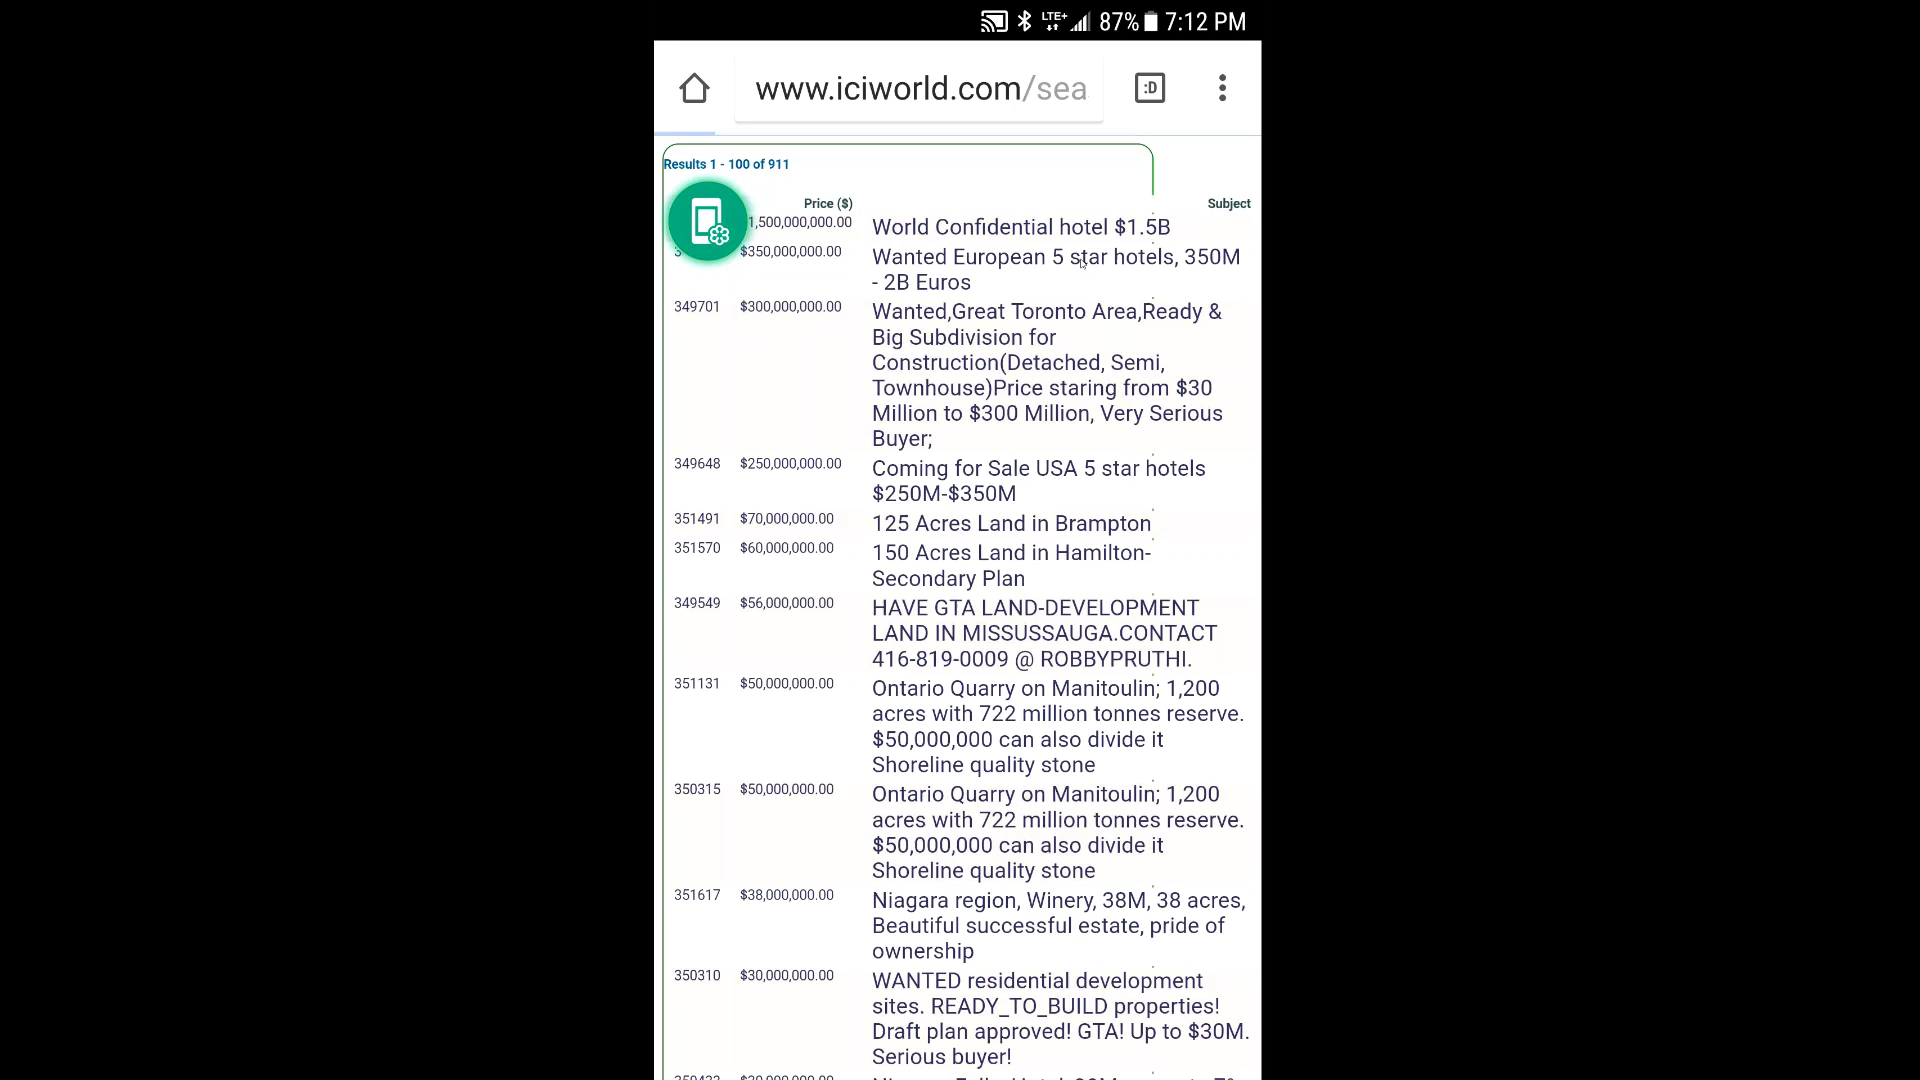 LTE+ 87% 7:12 PM
www.iciworld.com/sea :D
Results 1 - 100 of 911
Price ($) Subject
1,500,000,000.00 World Confidential hotel $1.5B
$350,000,000.00 Wanted European 5 star hotels, 350M
- 2B Euros
349701 $300,000,000.00 Wanted,Great Toronto Area,Ready &
Big Subdivision for
Construction(Detached, Semi,
Townhouse)Price staring from $30
Million to $300 Million, Very Serious
Buyer;
349648 $250,000,000.00 Coming for Sale USA 5 star hotels
$250M-$350M
351491 $70,000,000.00 125 Acres Land in Brampton
351570 $60,000,000.00 150 Acres Land in Hamilton-
Secondary Plan
349549 $56,000,000.00 HAVE GTA LAND-DEVELOPMENT
LAND IN MISSUSSAUGA.CONTACT
416-819-0009 @ ROBBYPRUTHI.
351131 $50,000,000.00 Ontario Quarry on Manitoulin; 1,200
acres with 722 million tonnes reserve.
$50,000,000 can also divide it
Shoreline quality stone
350315 $50,000,000.00 Ontario Quarry on Manitoulin; 1,200
acres with 722 million tonnes reserve.
$50,000,000 can also divide it
Shoreline quality stone
351617 $38,000,000.00 Niagara region, Winery, 38M, 38 acres,
Beautiful successful estate, pride of
ownership
350310 $30,000,000.00 WANTED residential development
sites. READY_TO_BUILD properties!
Draft plan approved! GTA! Up to $30M.
Serious buyer!